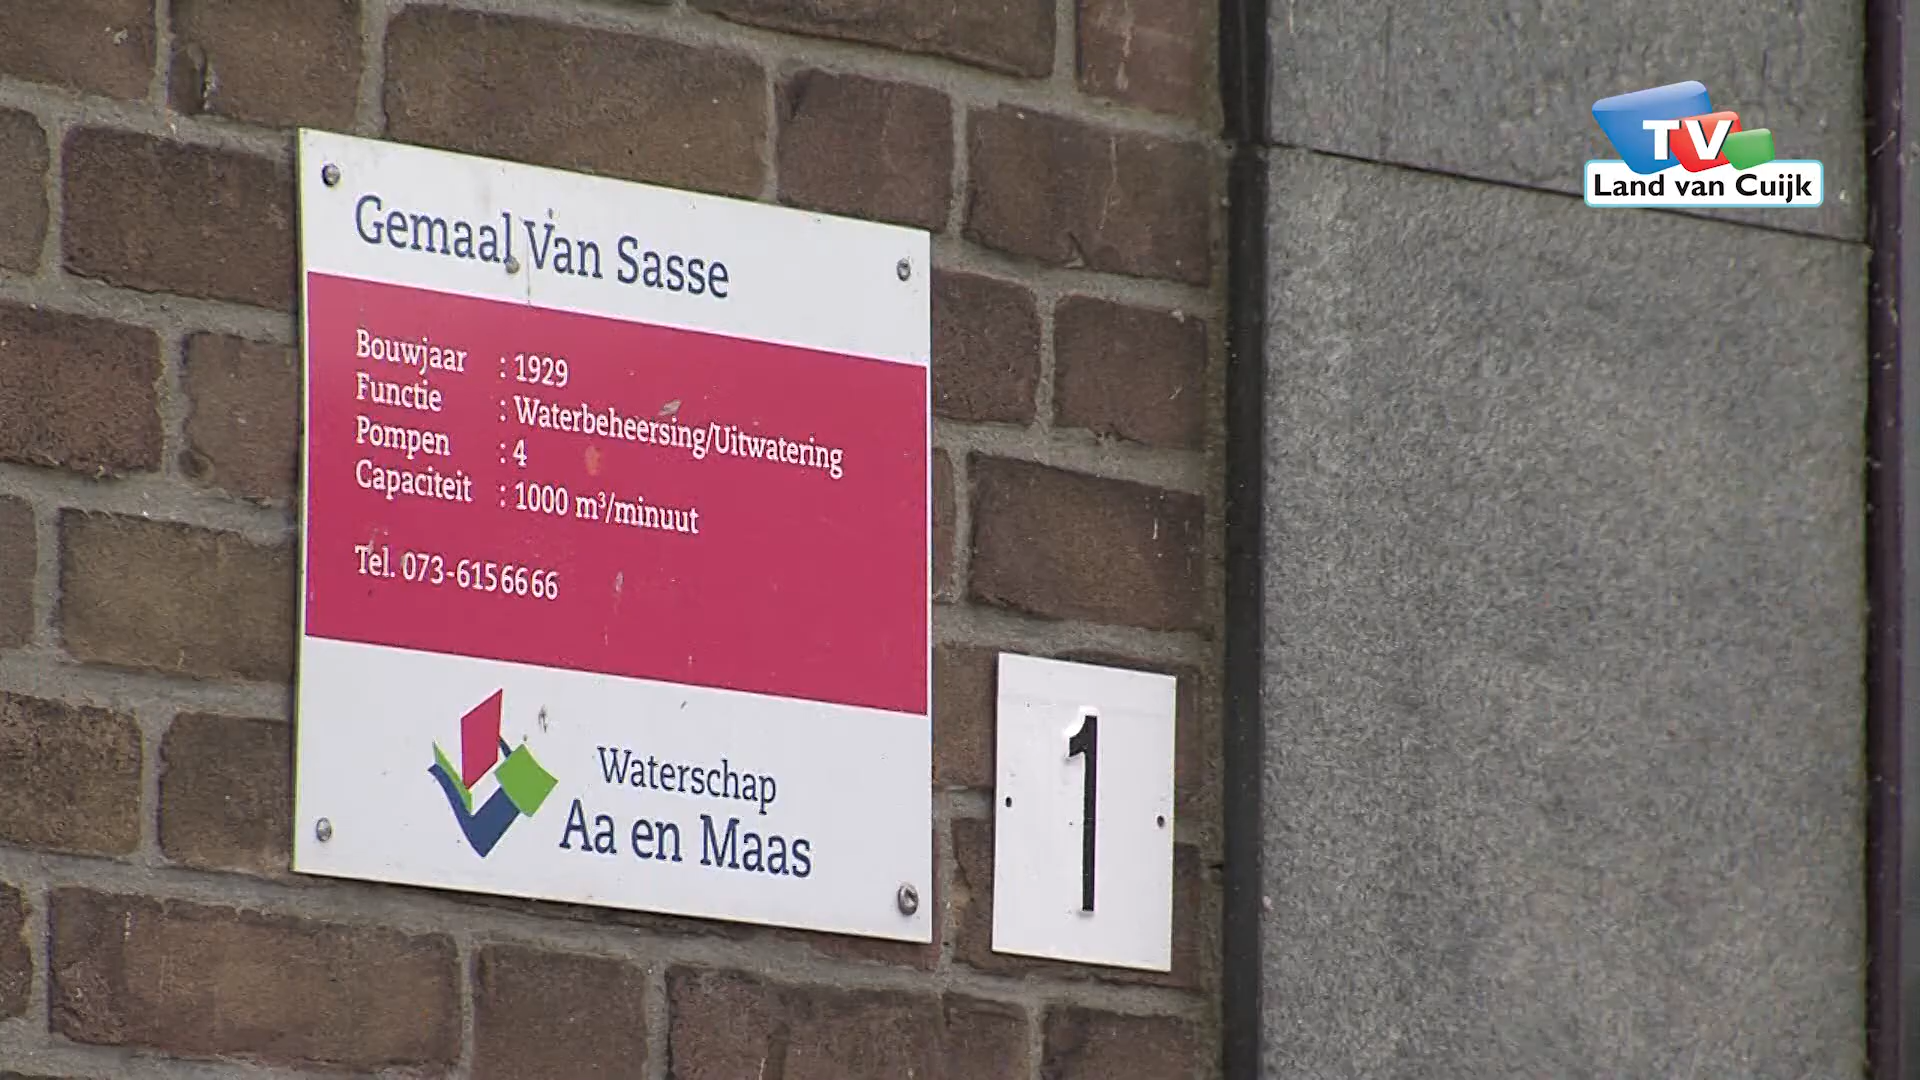 Gemaal Van Sasse
Bouwjaar : 1929
Functie : Waterbeheersing/Uitwatering
Pompen : 4
Capaciteit : 1000 m³/minuut
Tel. 073-6156666
Waterschap
Aa en Maas
1
TV
Land van Cuijk